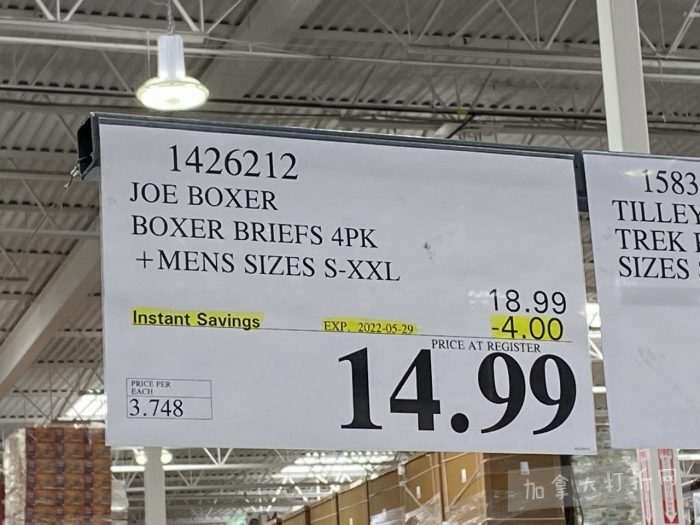 1426212
JOE BOXER
BOXER BRIEFS 4PK
+MENS SIZES S-XXL
18.99
Instant Savings EXP. 2022-05-29 -4.00
PRICE AT REGISTER
14.99
PRICE PER
EACH
3.748
1583
TILLEY
TREK
SIZES
加拿大打折网